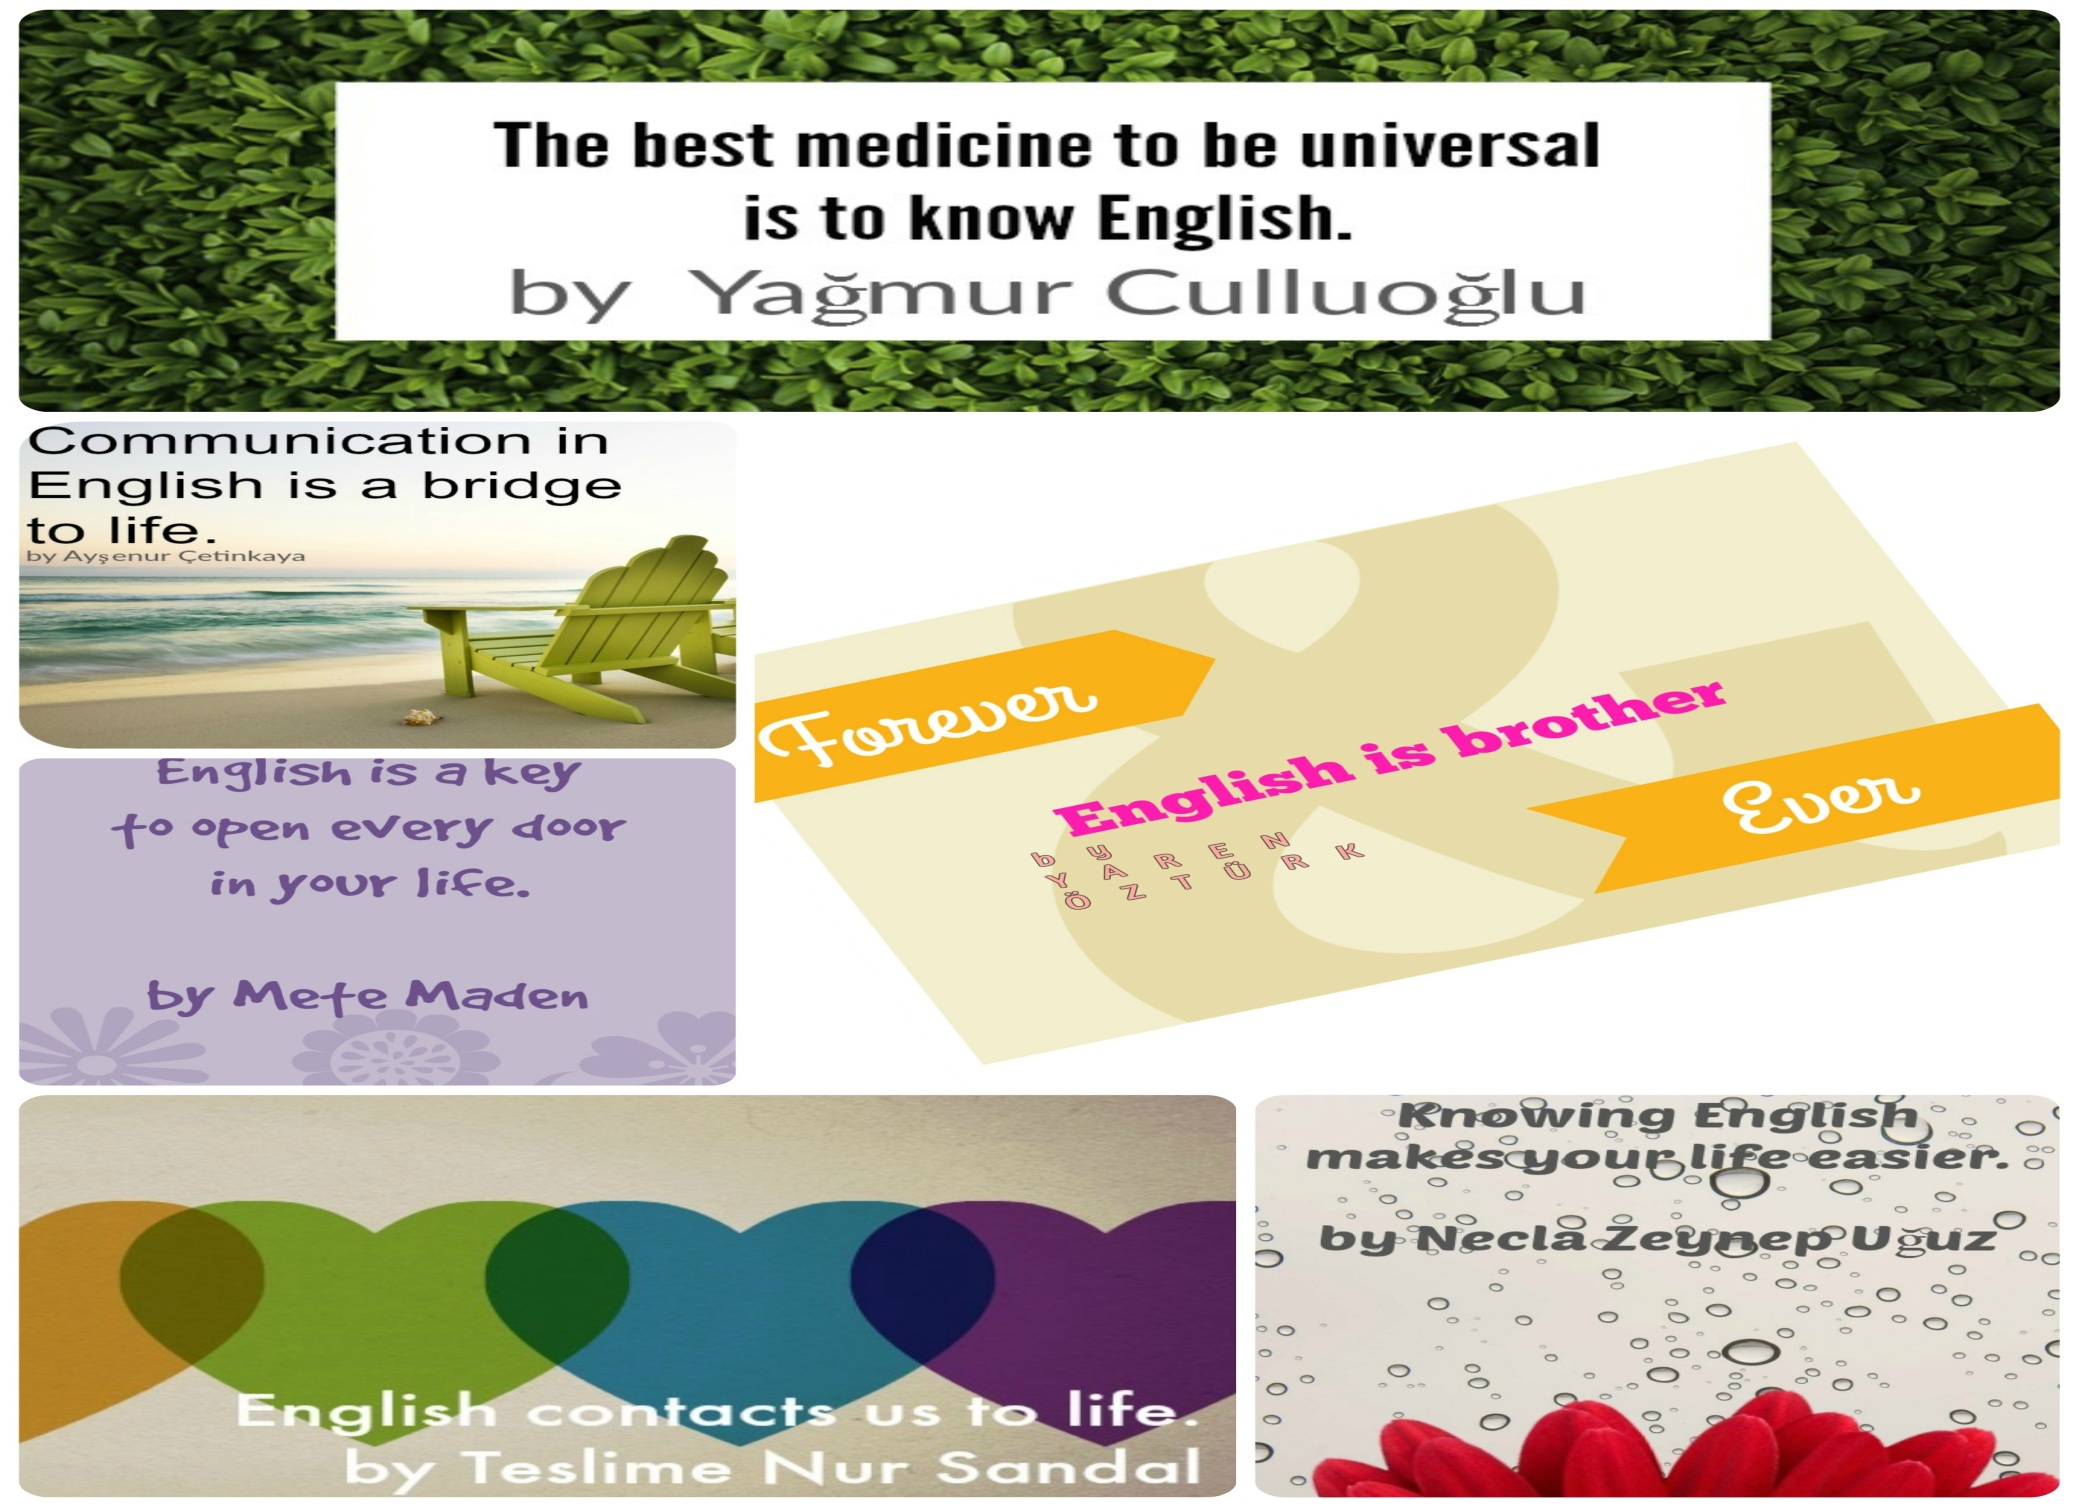 The best medicine to be universal
is to know English.
by Yağmur Culluoğlu
Communication in
English is a bridge
to life.
by Ayşenur Çetinkaya
Forever
English is brother
Ever
by
YAREN
ÖZTÜRK
English is a key
to open every door
in your life.
by Mete Maden
English contacts us to life.
by Teslime Nur Sandal
Knowing English
makes your life easier.
by Necla Zeynep Uğuz